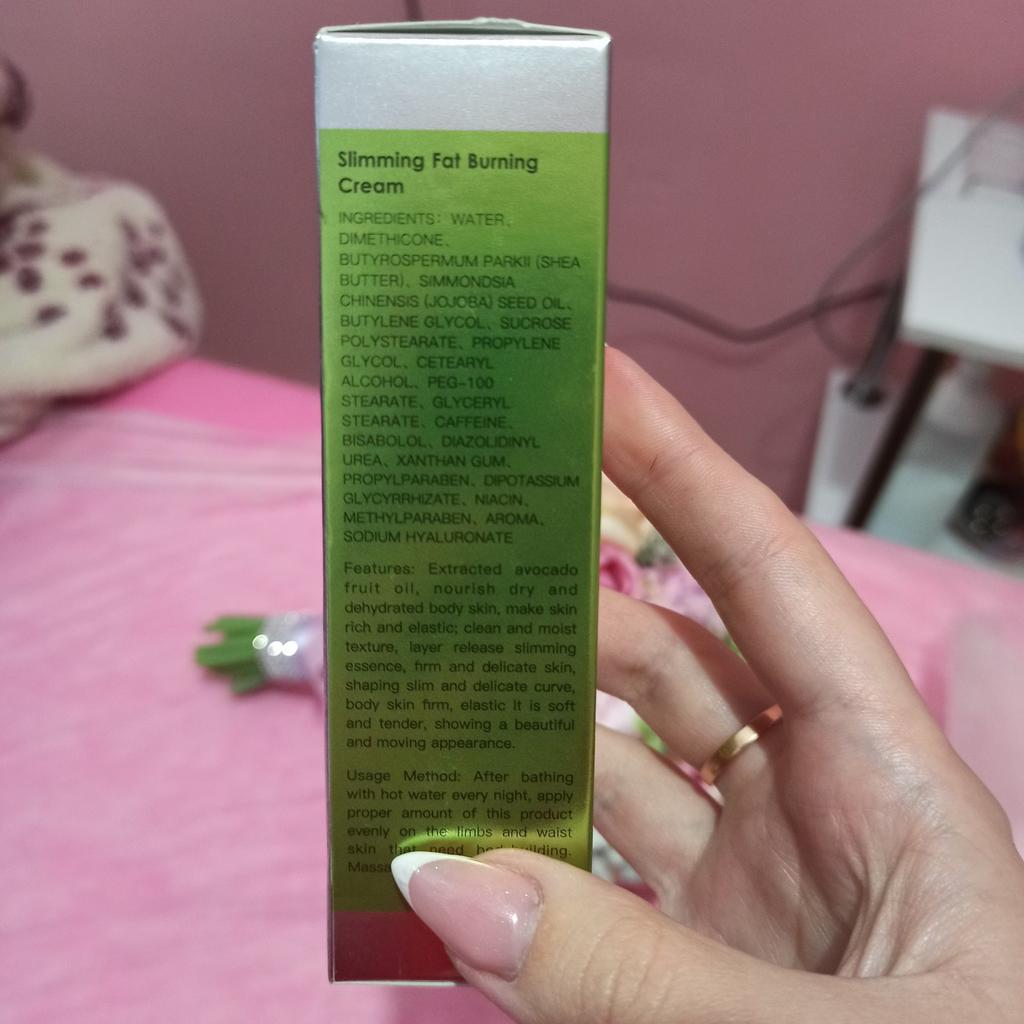 Slimming Fat Burning
Cream
INGREDIENTS: WATER、
DIMETHICONE、
BUTYROSPERMUM PARKII (SHEA
BUTTER)、SIMMONDSIA
CHINENSIS (JOJOBA) SEED OIL、
BUTYLENE GLYCOL、SUCROSE
POLYSTEARATE、PROPYLENE
GLYCOL、CETEARYL
ALCOHOL、PEG-100
STEARATE、GLYCERYL
STEARATE、CAFFEINE、
BISABOLOL、DIAZOLIDINYL
UREA、XANTHAN GUM、
PROPYLPARABEN、DIPOTASSIUM
GLYCYRRHIZATE、NIACIN、
METHYLPARABEN、AROMA、
SODIUM HYALURONATE
Features: Extracted avocado
fruit oil, nourish dry and
dehydrated body skin, make skin
rich and elastic; clean and moist
texture, layer release slimming
essence, firm and delicate skin,
shaping slim and delicate curve,
body skin firm, elastic It is soft
and tender, showing a beautiful
and moving appearance.
Usage Method: After bathing
with hot water every night, apply
proper amount of this product
evenly on the limbs and waist
skin that need building.